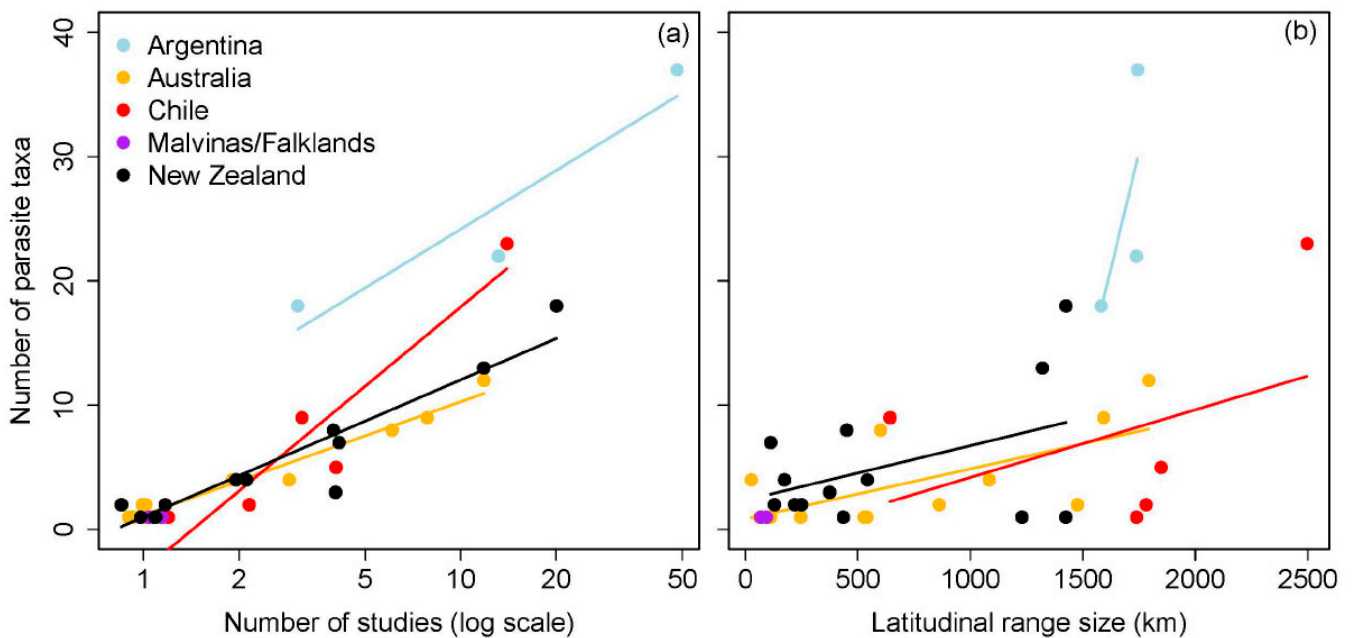 Number of parasite taxa
40
30
20
10
0
(a)
Argentina
Australia
Chile
Malvinas/Falklands
New Zealand
1 2 5 10 20 50
Number of studies (log scale)
(b)
0 500 1000 1500 2000 2500
Latitudinal range size (km)